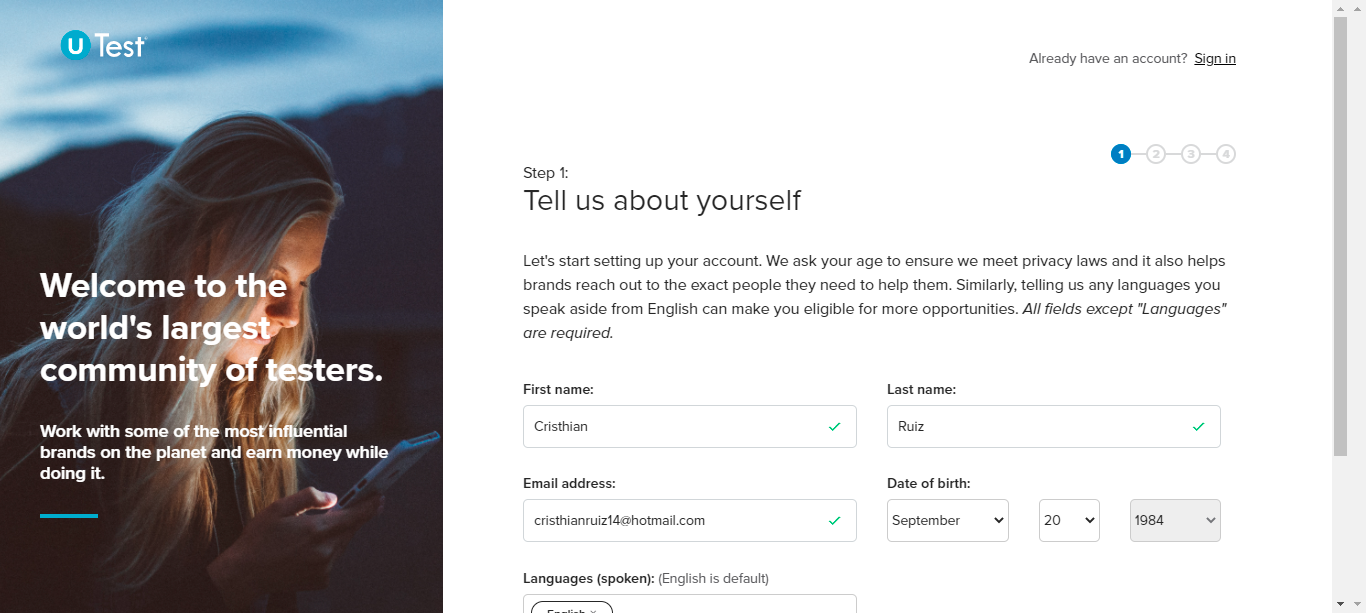 uTest
Already have an account? Sign in
1 2 3 4
Step 1:
Tell us about yourself
Let's start setting up your account. We ask your age to ensure we meet privacy laws and it also helps
brands reach out to the exact people they need to help them. Similarly, telling us any languages you
speak aside from English can make you eligible for more opportunities. All fields except "Languages"
are required.
Welcome to the
world's largest
community of testers.
Work with some of the most influential
brands on the planet and earn money while
doing it.
First name: Last name:
Cristhian Ruiz
Email address: Date of birth:
cristhianruiz14@hotmail.com September 20 1984
Languages (spoken): (English is default)
English ×